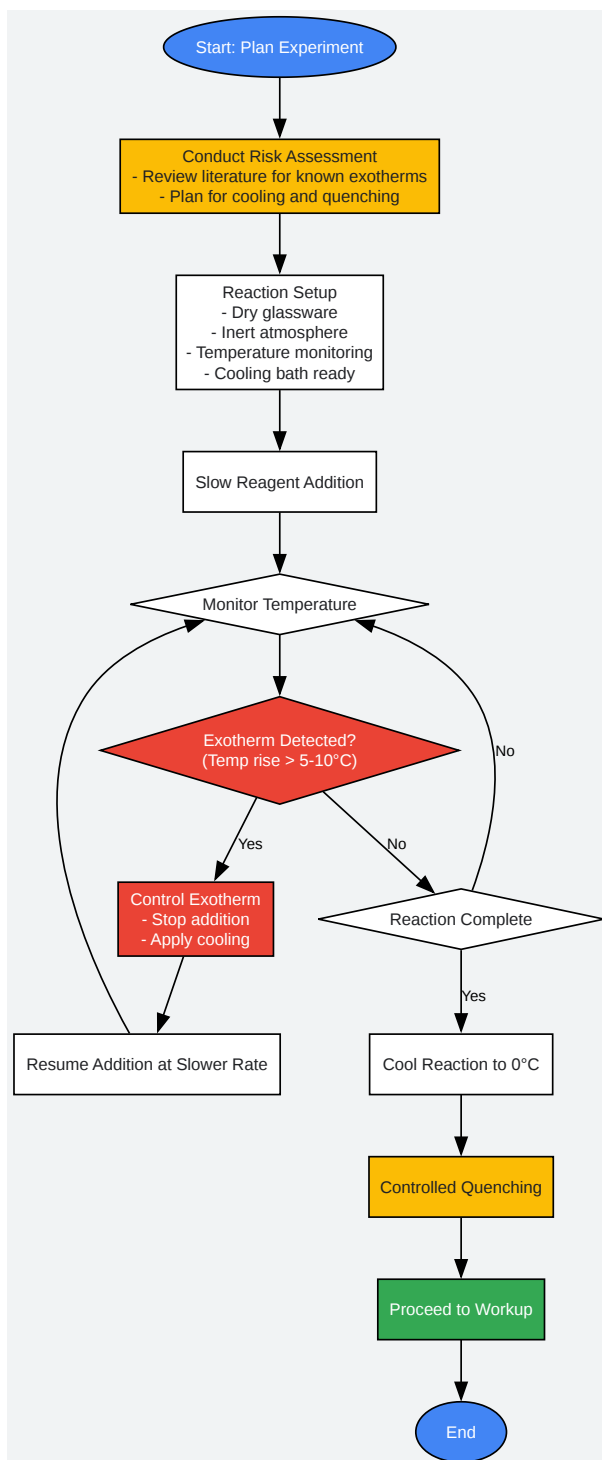 Start: Plan Experiment
Conduct Risk Assessment
- Review literature for known exotherms
- Plan for cooling and quenching
Reaction Setup
- Dry glassware
- Inert atmosphere
- Temperature monitoring
- Cooling bath ready
Slow Reagent Addition
Monitor Temperature
Exotherm Detected?
(Temp rise > 5-10°C)
No
Yes
No
Control Exotherm
- Stop addition
- Apply cooling
Reaction Complete
Yes
Resume Addition at Slower Rate
Cool Reaction to 0°C
Controlled Quenching
Proceed to Workup
End